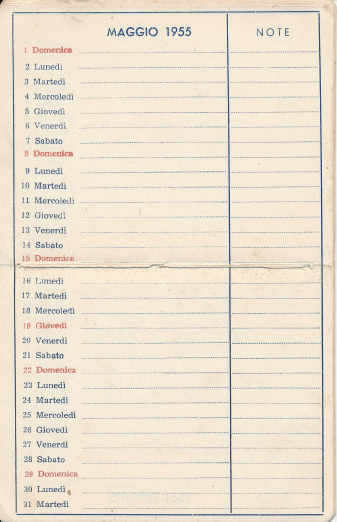 MAGGIO 1955 NOTE
1 Domenica
2 Lunedì
3 Martedì
4 Mercoledì
5 Giovedì
6 Venerdì
7 Sabato
8 Domenica
9 Lunedì
10 Martedì
11 Mercoledì
12 Giovedì
13 Venerdì
14 Sabato
15 Domenica
16 Lunedì
17 Martedì
18 Mercoledì
19 Giovedì
20 Venerdì
21 Sabato
22 Domenica
23 Lunedì
24 Martedì
25 Mercoledì
26 Giovedì
27 Venerdì
28 Sabato
29 Domenica
30 Lunedì
31 Martedì